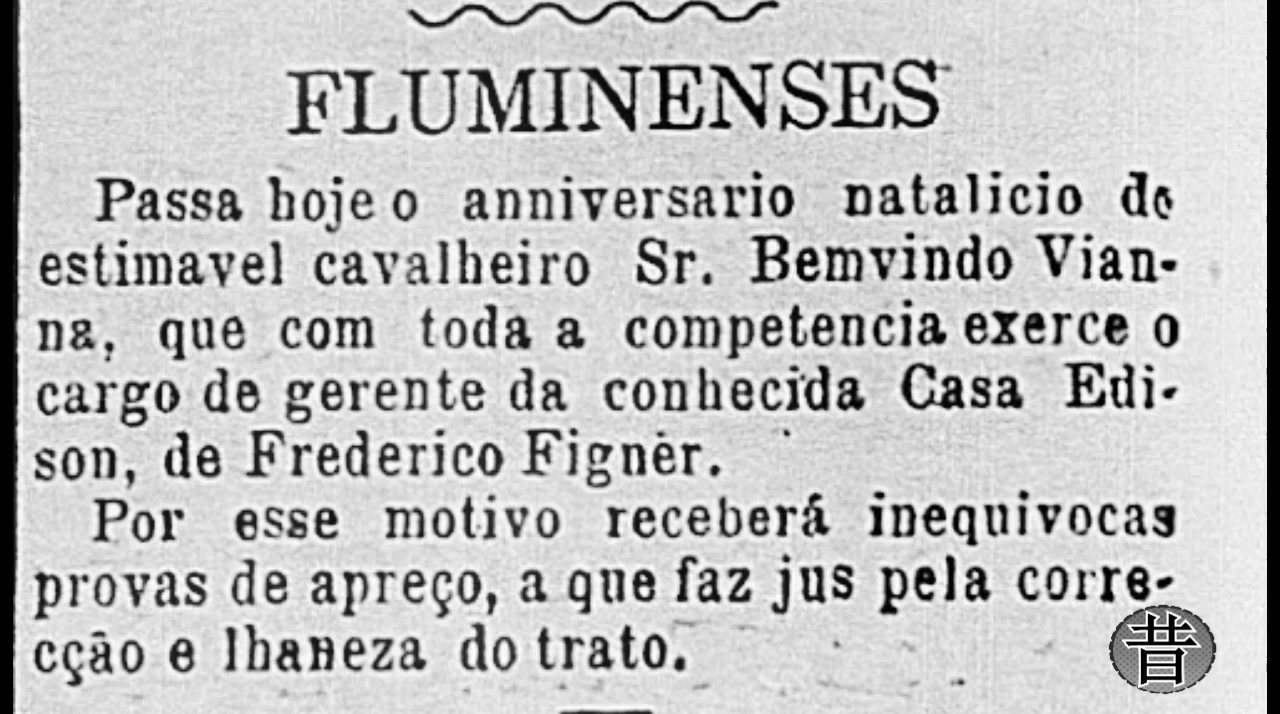 FLUMINENSES
Passa hoje o anniversario natalicio do
estimavel cavalheiro Sr. Bemvindo Vian-
na, que com toda a competencia exerce o
cargo de gerente da conhecida Casa Edi-
son, de Frederico Figner.
Por esse motivo receberá inequivocas
provas de apreço, a que faz jus pela corre-
cção e lhaneza do trato.
昔